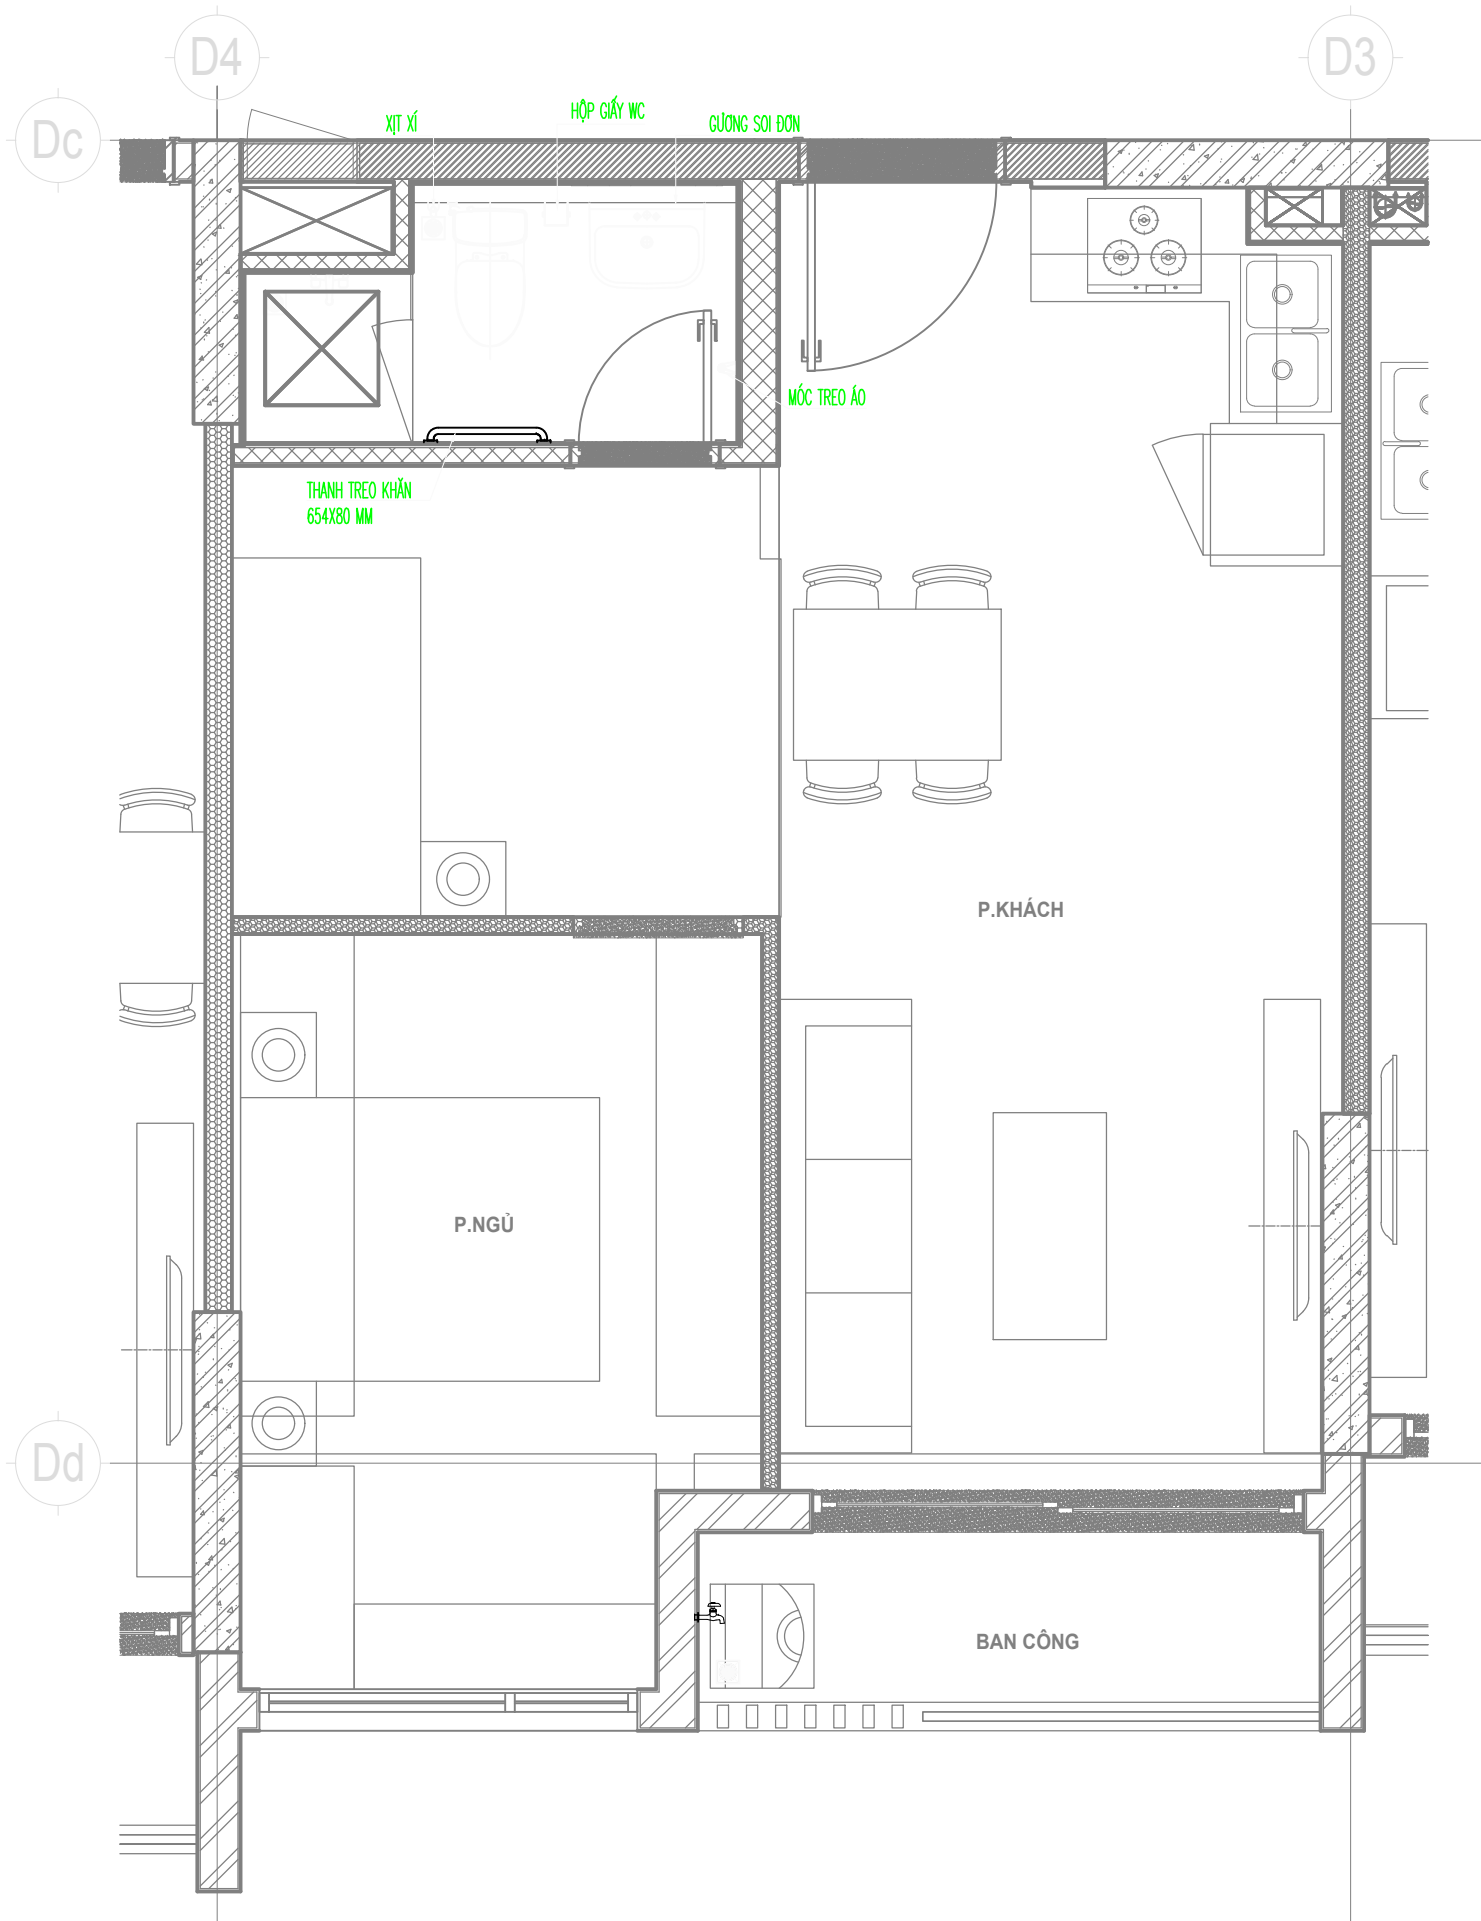 D4
D3
Dc
XỊT XÍ
HỘP GIẤY WC
GƯƠNG SOI ĐƠN
MÓC TREO ÁO
THANH TREO KHĂN
654X80 MM
P.KHÁCH
P.NGỦ
Dd
BAN CÔNG